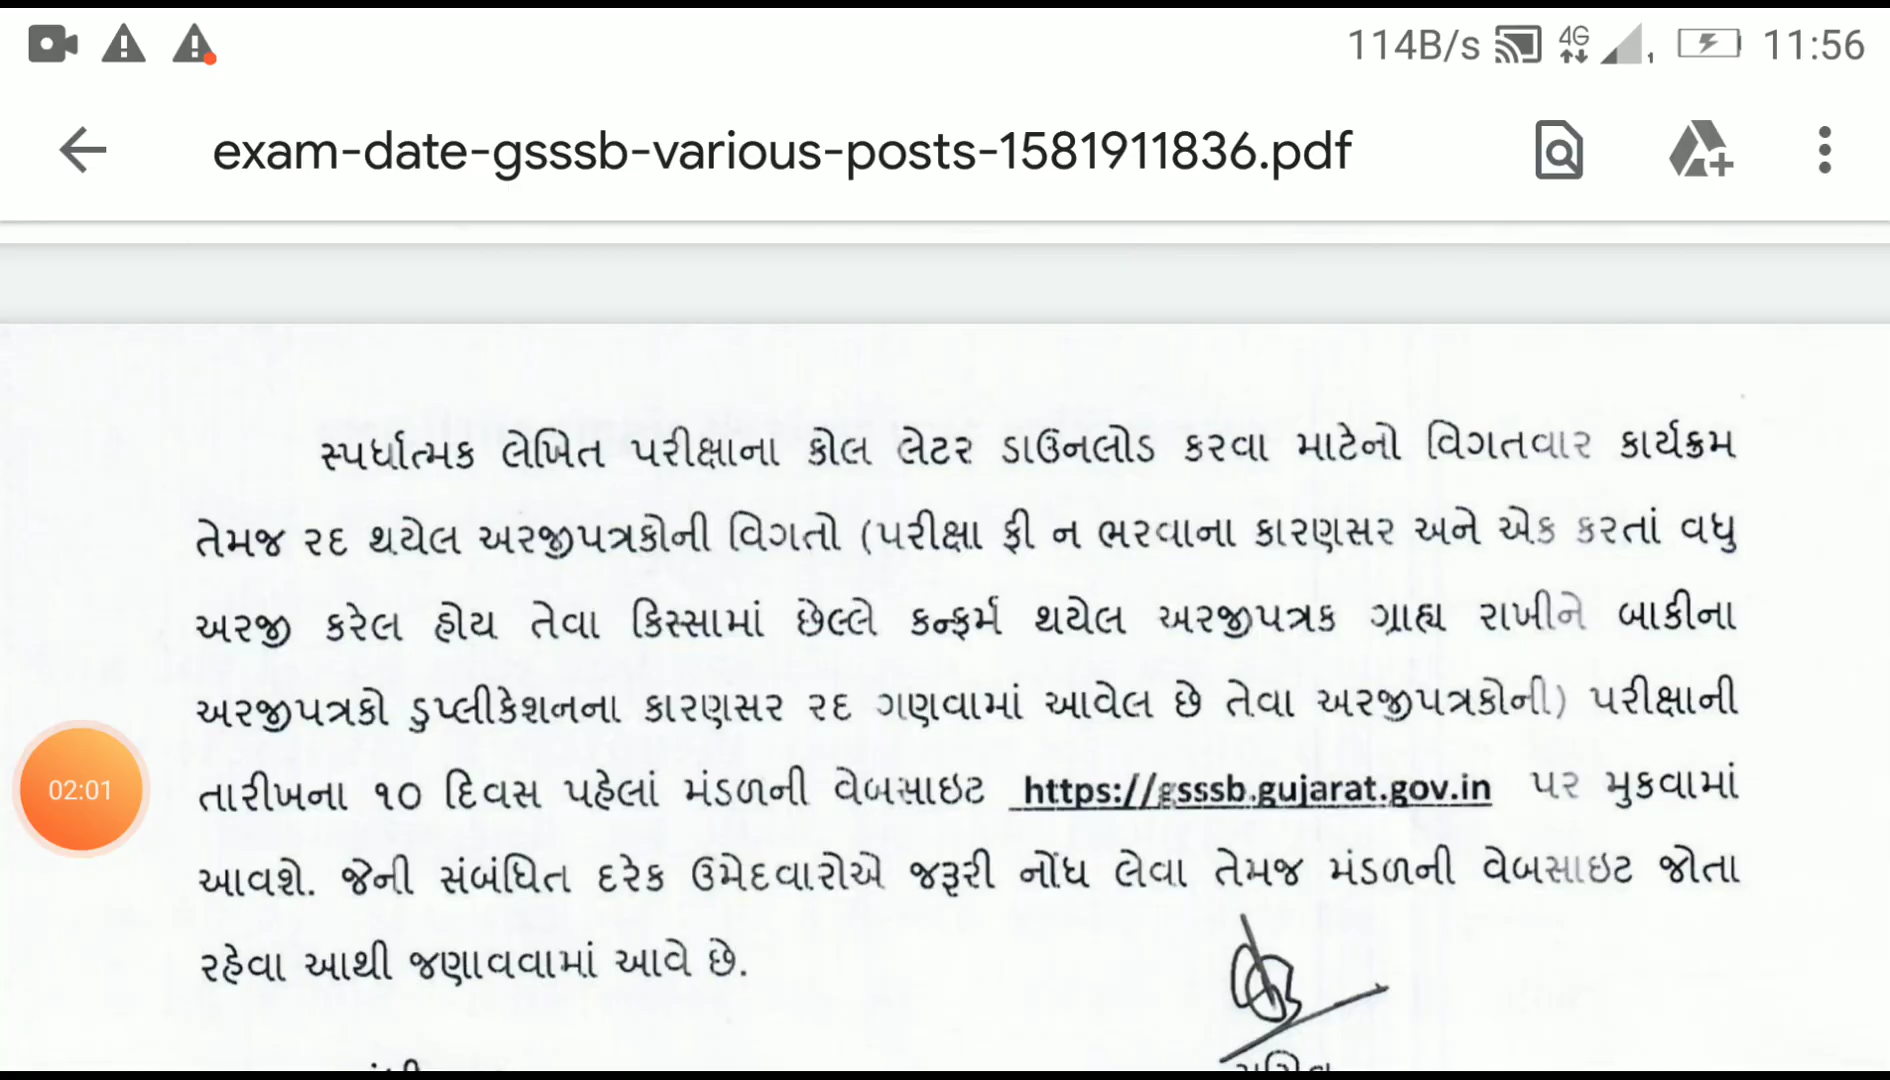 114B/s 4G 1 11:56
exam-date-gsssb-various-posts-1581911836.pdf
સ્પર્ધાત્મક લેખિત પરીક્ષાના કોલ લેટર ડાઉનલોડ કરવા માટેનો વિગતવાર કાર્યક્રમ
તેમજ રદ થયેલ અરજીપત્રકોની વિગતો (પરીક્ષા ફી ન ભરવાના કારણસર અને એક કરતાં વધુ
અરજી કરેલ હોય તેવા કિસ્સામાં છેલ્લે કન્ફર્મ થયેલ અરજીપત્રક ગ્રાહ્ય રાખીને બાકીના
અરજીપત્રકો ડુપ્લીકેશનના કારણસર રદ ગણવામાં આવેલ છે તેવા અરજીપત્રકોની) પરીક્ષાની
02:01
તારીખના ૧૦ દિવસ પહેલાં મંડળની વેબસાઇટ https://gsssb.gujarat.gov.in પર મુકવામાં
આવશે. જેની સંબંધિત દરેક ઉમેદવારોએ જરૂરી નોંધ લેવા તેમજ મંડળની વેબસાઇટ જોતા
રહેવા આથી જણાવવામાં આવે છે.